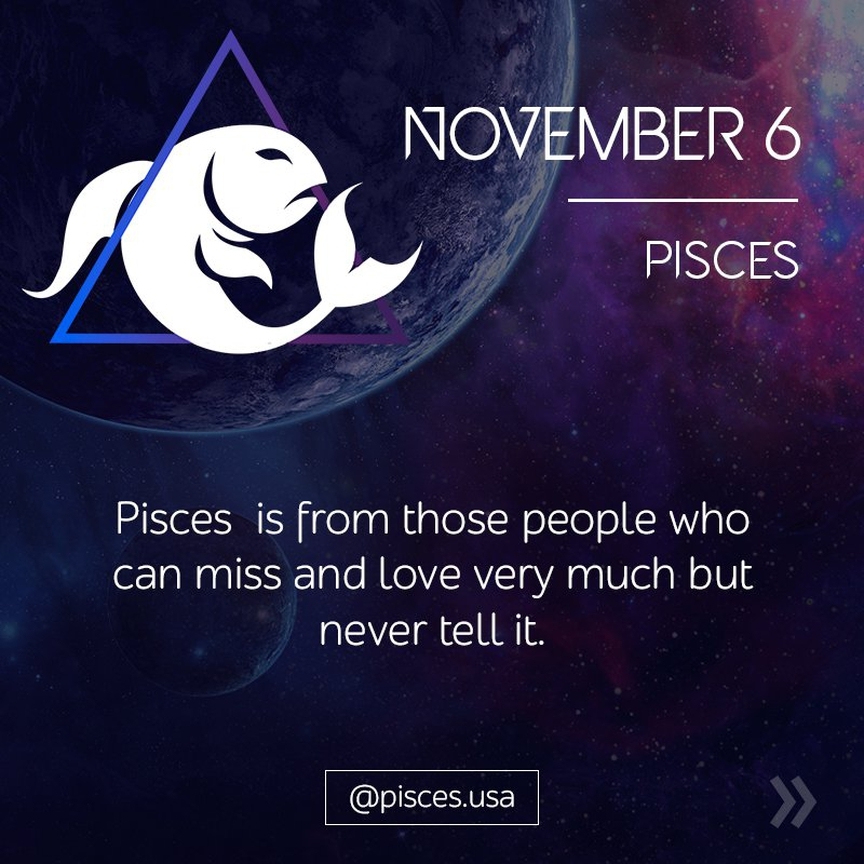 NOVEMBER 6
PISCES
Pisces  is from those people who
can miss and love very much but
never tell it.
@pisces.usa